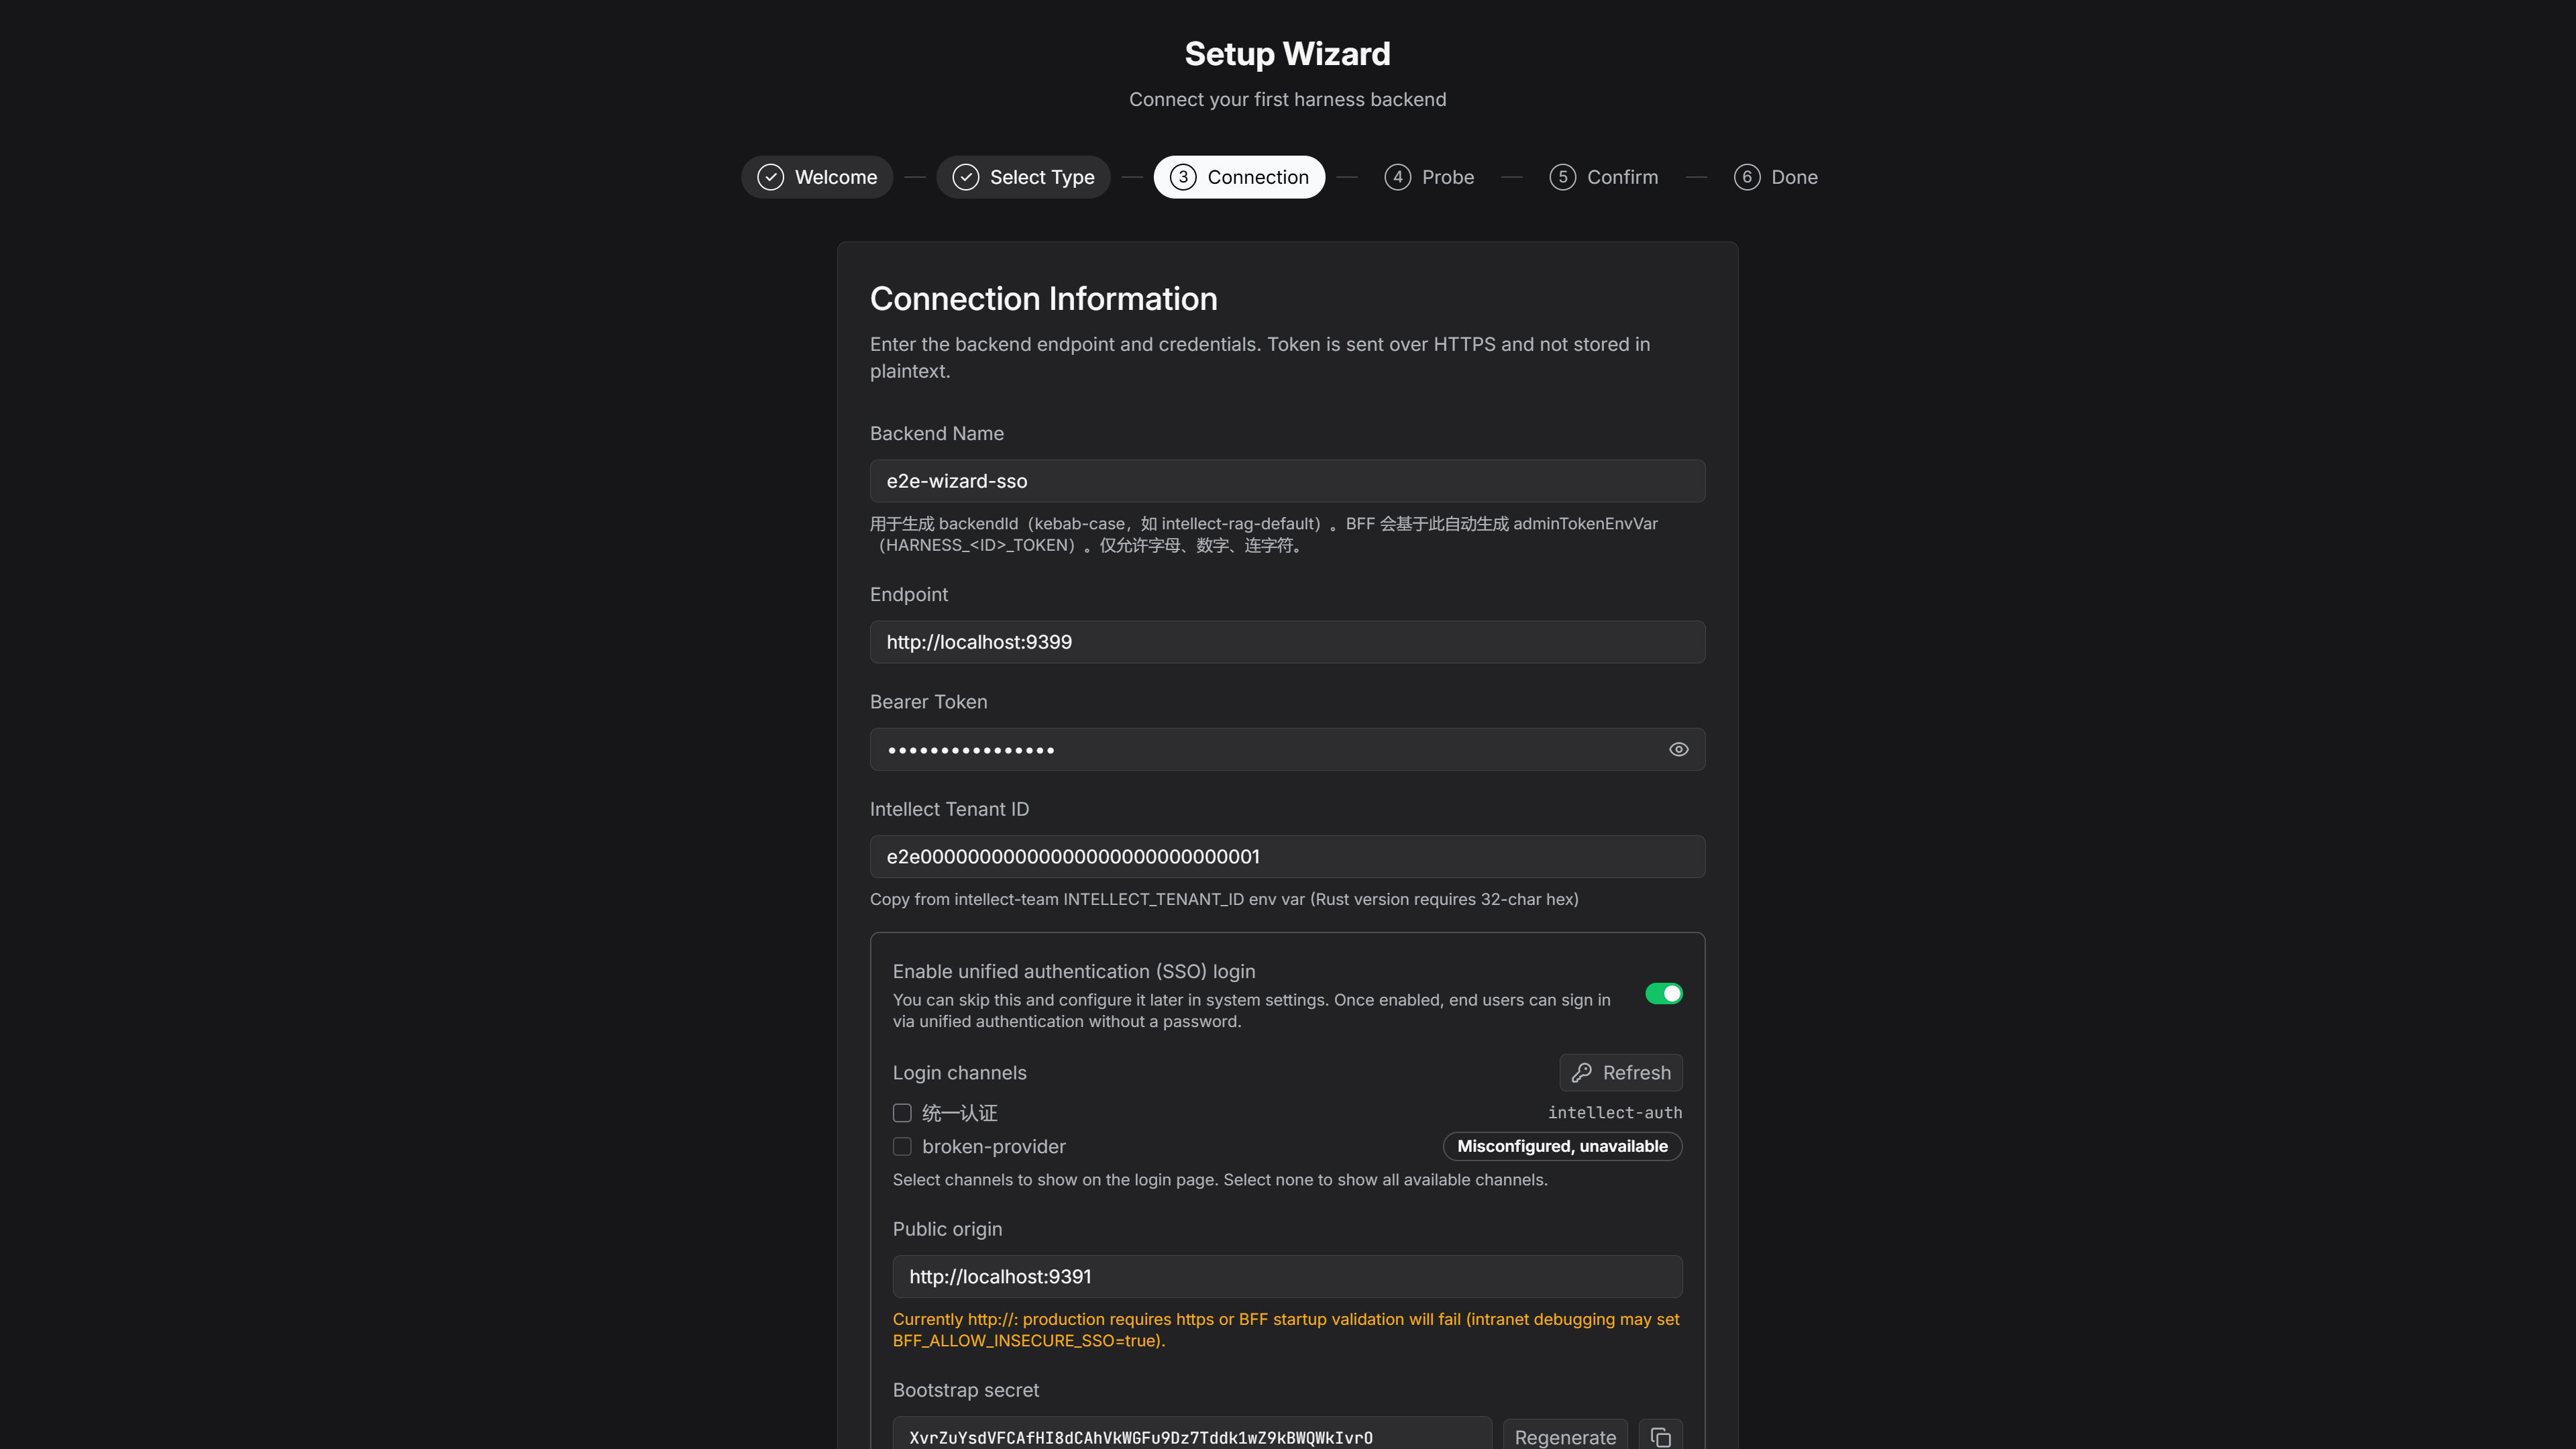 Setup Wizard
Connect your first harness backend
Welcome
Select Type
3 Connection
4 Probe
5 Confirm
6 Done
Connection Information
Enter the backend endpoint and credentials. Token is sent over HTTPS and not stored in
plaintext.
Backend Name
e2e-wizard-sso
用于生成 backendId（kebab-case，如 intellect-rag-default）。BFF 会基于此自动生成 adminTokenEnvVar
（HARNESS_<ID>_TOKEN）。仅允许字母、数字、连字符。
Endpoint
http://localhost:9399
Bearer Token
••••••••••••••••
Intellect Tenant ID
e2e00000000000000000000000000001
Copy from intellect-team INTELLECT_TENANT_ID env var (Rust version requires 32-char hex)
Enable unified authentication (SSO) login
You can skip this and configure it later in system settings. Once enabled, end users can sign in
via unified authentication without a password.
Login channels
Refresh
统一认证
intellect-auth
broken-provider
Misconfigured, unavailable
Select channels to show on the login page. Select none to show all available channels.
Public origin
http://localhost:9391
Currently http://: production requires https or BFF startup validation will fail (intranet debugging may set
BFF_ALLOW_INSECURE_SSO=true).
Bootstrap secret
XvrZuYsdVFCAfHI8dCAhVkWGFu9Dz7Tddk1wZ9kBWQWkIvrO
Regenerate